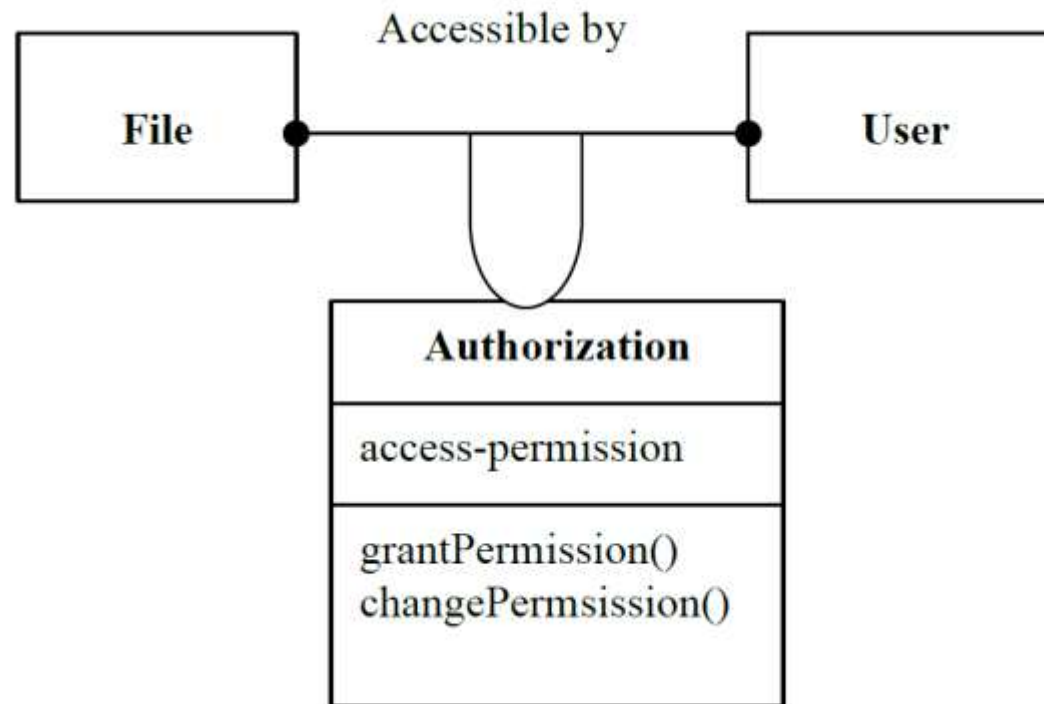 Accessible by
File
User
Authorization
access-permission
grantPermission()
changePermsission()